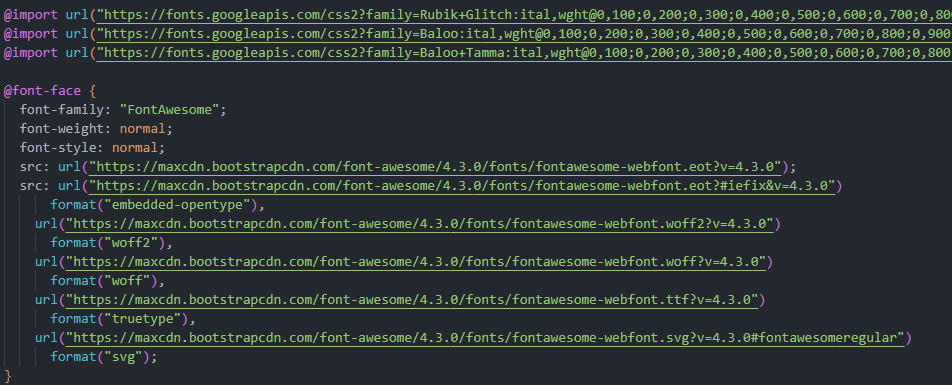 @import url("https://fonts.googleapis.com/css2?family=Rubik+Glitch:ital,wght@0,100;0,200;0,300;0,400;0,500;0,600;0,700;0,80
@import url("https://fonts.googleapis.com/css2?family=Baloo:ital,wght@0,100;0,200;0,300;0,400;0,500;0,600;0,700;0,800;0,900
@import url("https://fonts.googleapis.com/css2?family=Baloo+Tamma:ital,wght@0,100;0,200;0,300;0,400;0,500;0,600;0,700;0,800
@font-face {
font-family: "FontAwesome";
font-weight: normal;
font-style: normal;
src: url("https://maxcdn.bootstrapcdn.com/font-awesome/4.3.0/fonts/fontawesome-webfont.eot?v=4.3.0");
src: url("https://maxcdn.bootstrapcdn.com/font-awesome/4.3.0/fonts/fontawesome-webfont.eot?#iefix&v=4.3.0")
format("embedded-opentype"),
url("https://maxcdn.bootstrapcdn.com/font-awesome/4.3.0/fonts/fontawesome-webfont.woff2?v=4.3.0")
format("woff2"),
url("https://maxcdn.bootstrapcdn.com/font-awesome/4.3.0/fonts/fontawesome-webfont.woff?v=4.3.0")
format("woff"),
url("https://maxcdn.bootstrapcdn.com/font-awesome/4.3.0/fonts/fontawesome-webfont.ttf?v=4.3.0")
format("truetype"),
url("https://maxcdn.bootstrapcdn.com/font-awesome/4.3.0/fonts/fontawesome-webfont.svg?v=4.3.0#fontawesomeregular")
format("svg");
}